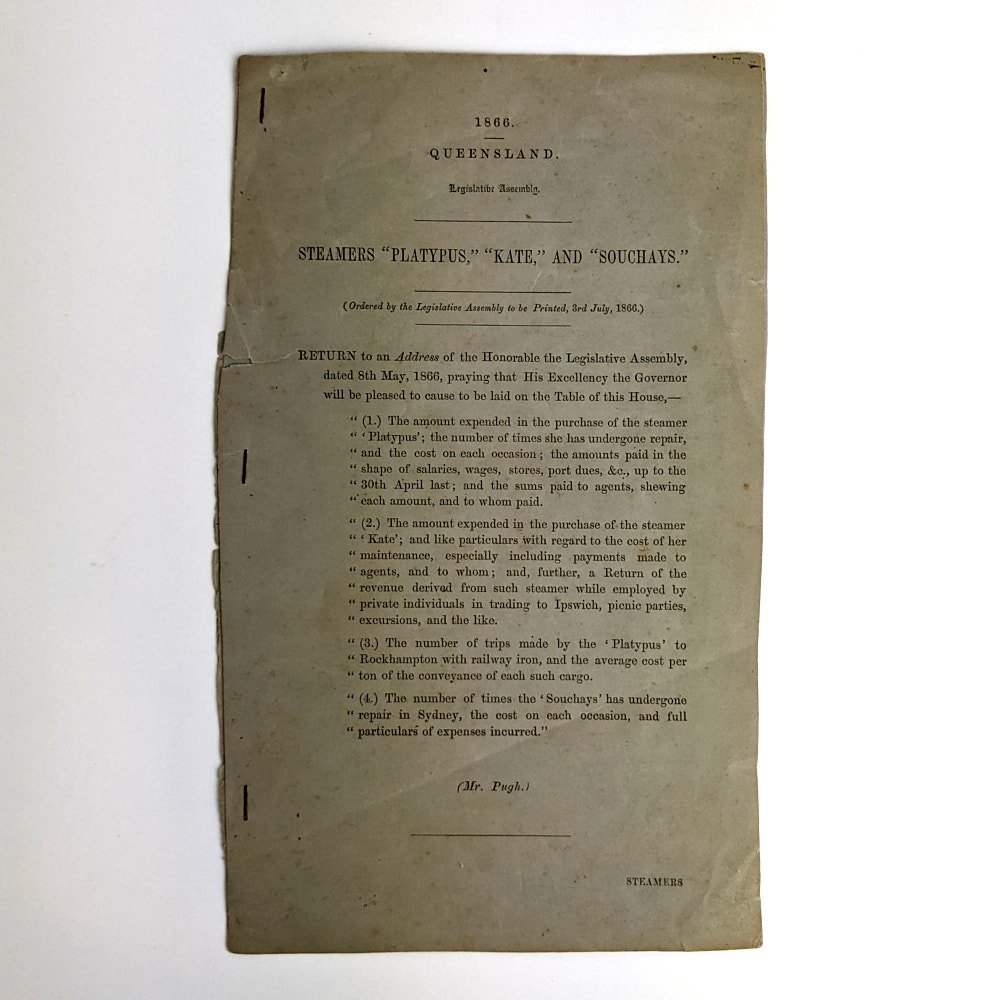 1866.
QUEENSLAND.
Legislative Assembly.
STEAMERS “PLATYPUS,” “KATE,” AND “SOUCHAYS.”
(Ordered by the Legislative Assembly to be Printed, 3rd July, 1866.)
RETURN to an Address of the Honorable the Legislative Assembly,
dated 8th May, 1866, praying that His Excellency the Governor
will be pleased to cause to be laid on the Table of this House,—
“ (1.) The amount expended in the purchase of the steamer
“ ‘ Platypus’; the number of times she has undergone repair,
“ and the cost on each occasion; the amounts paid in the
“ shape of salaries, wages, stores, port dues, &c., up to the
“ 30th April last; and the sums paid to agents, shewing
“ each amount, and to whom paid.
“ (2.) The amount expended in the purchase of the steamer
“ ‘ Kate’; and like particulars with regard to the cost of her
“ maintenance, especially including payments made to
“ agents, and to whom; and, further, a Return of the
“ revenue derived from such steamer while employed by
“ private individuals in trading to Ipswich, picnic parties,
“ excursions, and the like.
“ (3.) The number of trips made by the ‘ Platypus’ to
“ Rockhampton with railway iron, and the average cost per
“ ton of the conveyance of each such cargo.
“ (4.) The number of times the ‘ Souchays’ has undergone
“ repair in Sydney, the cost on each occasion, and full
“ particulars of expenses incurred.”
(Mr. Pugh.)
STEAMERS